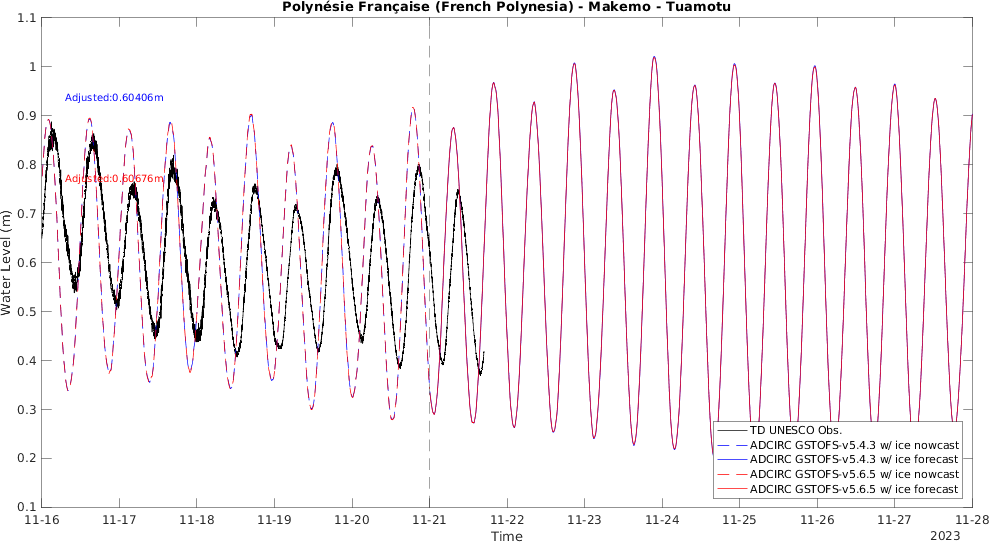 Polynésie Française (French Polynesia) - Makemo - Tuamotu
1.1
1
0.9
0.8
0.7
0.6
0.5
0.4
0.3
0.2
0.1
Water Level (m)
Adjusted:0.60406m
Adjusted:0.60676m
TD UNESCO Obs.
ADCIRC GSTOFS-v5.4.3 w/ ice nowcast
ADCIRC GSTOFS-v5.4.3 w/ ice forecast
ADCIRC GSTOFS-v5.6.5 w/ ice nowcast
ADCIRC GSTOFS-v5.6.5 w/ ice forecast
11-16 11-17 11-18 11-19 11-20 11-21 11-22 11-23 11-24 11-25 11-26 11-27 11-28
Time
2023